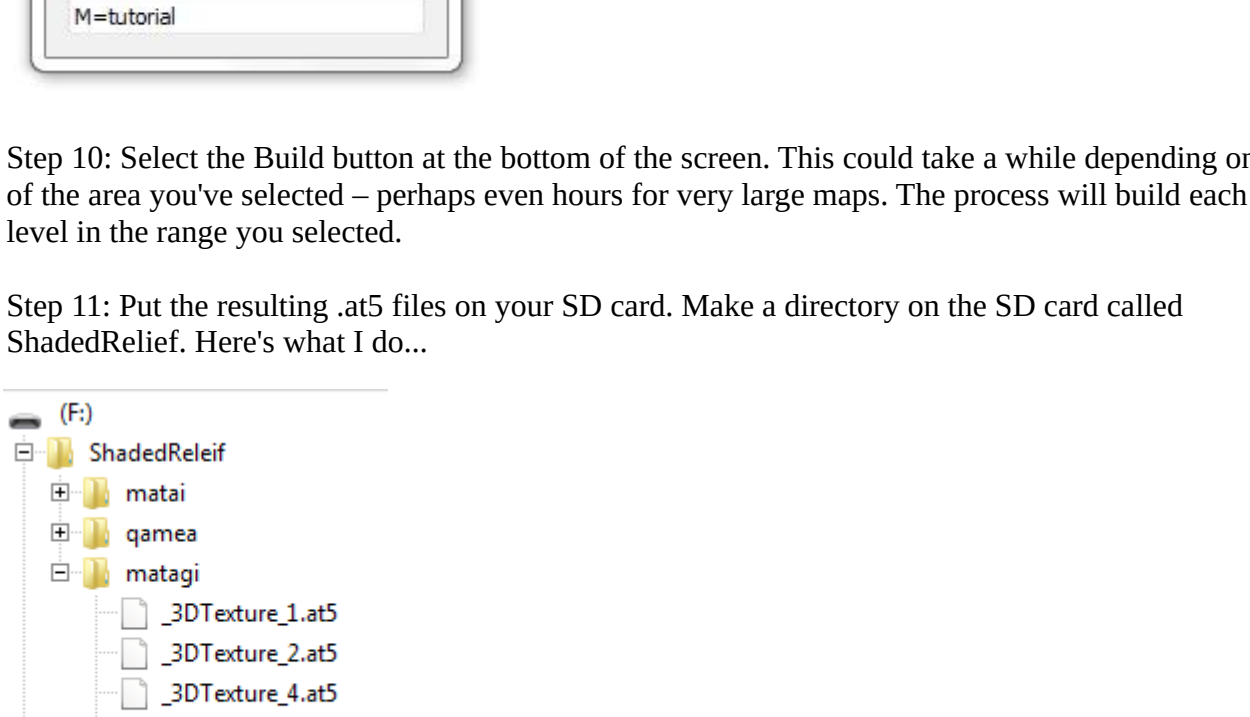 M=tutorial
Step 10: Select the Build button at the bottom of the screen. This could take a while depending on
of the area you've selected – perhaps even hours for very large maps. The process will build each
level in the range you selected.
Step 11: Put the resulting .at5 files on your SD card. Make a directory on the SD card called
ShadedRelief. Here's what I do...
(F:)
ShadedReleif
matai
qamea
matagi
_3DTexture_1.at5
_3DTexture_2.at5
_3DTexture_4.at5